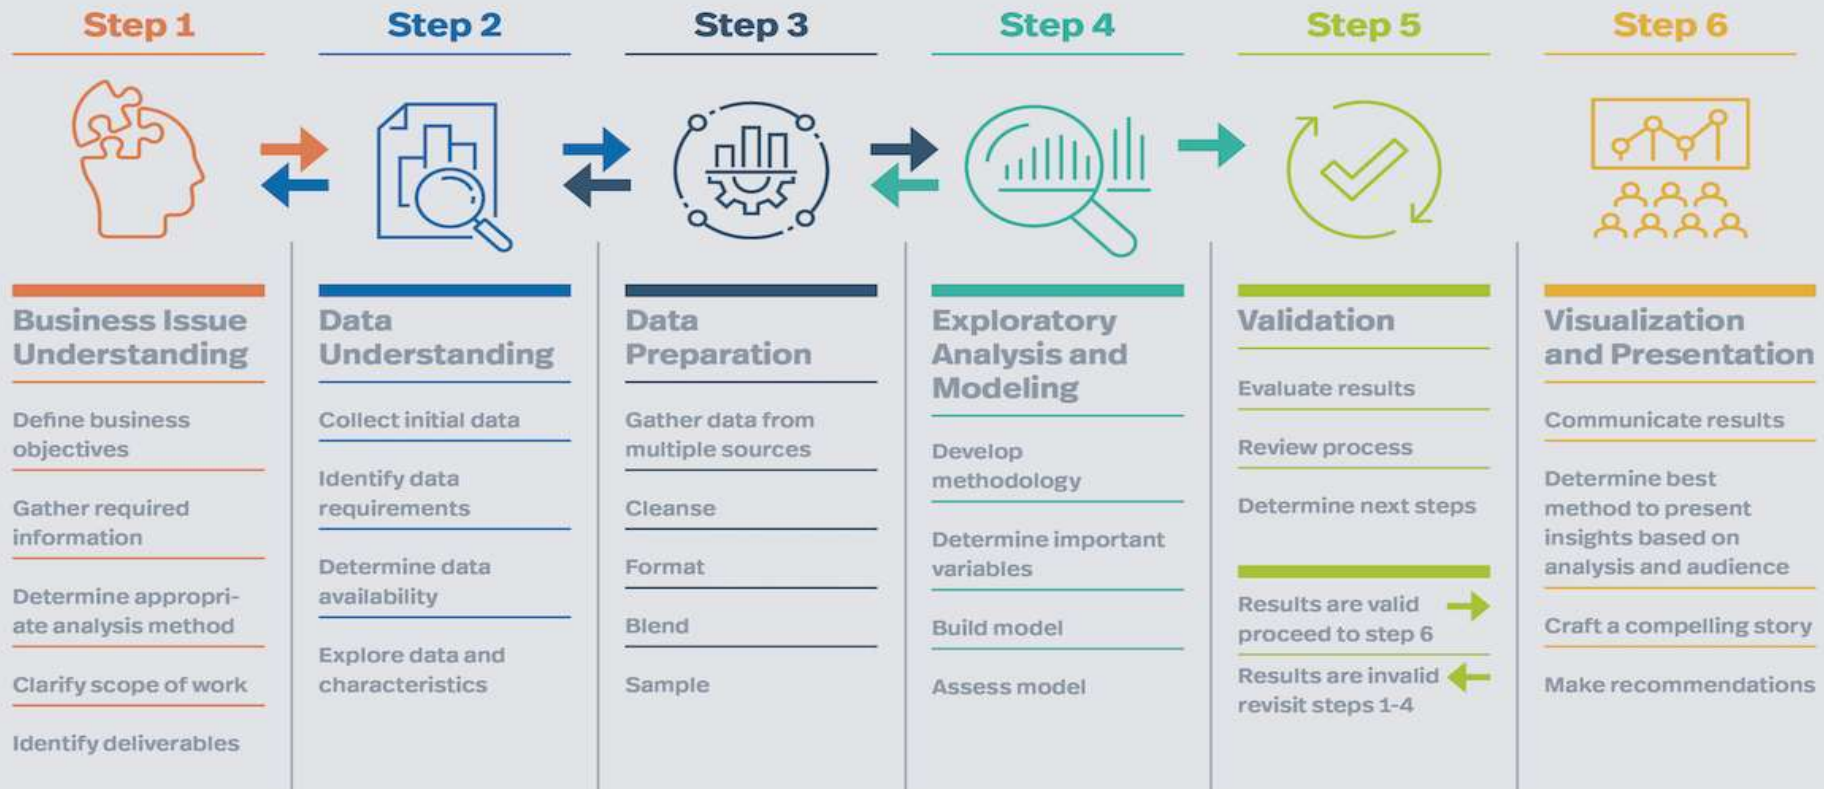 Step 1
Step 2
Step 3
Step 4
Step 5
Step 6
Business Issue
Understanding
Define business
objectives
Gather required
information
Determine appropri-
ate analysis method
Clarify scope of work
Identify deliverables
Data
Understanding
Collect initial data
Identify data
requirements
Determine data
availability
Explore data and
characteristics
Data
Preparation
Gather data from
multiple sources
Cleanse
Format
Blend
Sample
Exploratory
Analysis and
Modeling
Develop
methodology
Determine important
variables
Build model
Assess model
Validation
Evaluate results
Review process
Determine next steps
Results are valid
proceed to step 6
Results are invalid
revisit steps 1-4
Visualization
and Presentation
Communicate results
Determine best
method to present
insights based on
analysis and audience
Craft a compelling story
Make recommendations